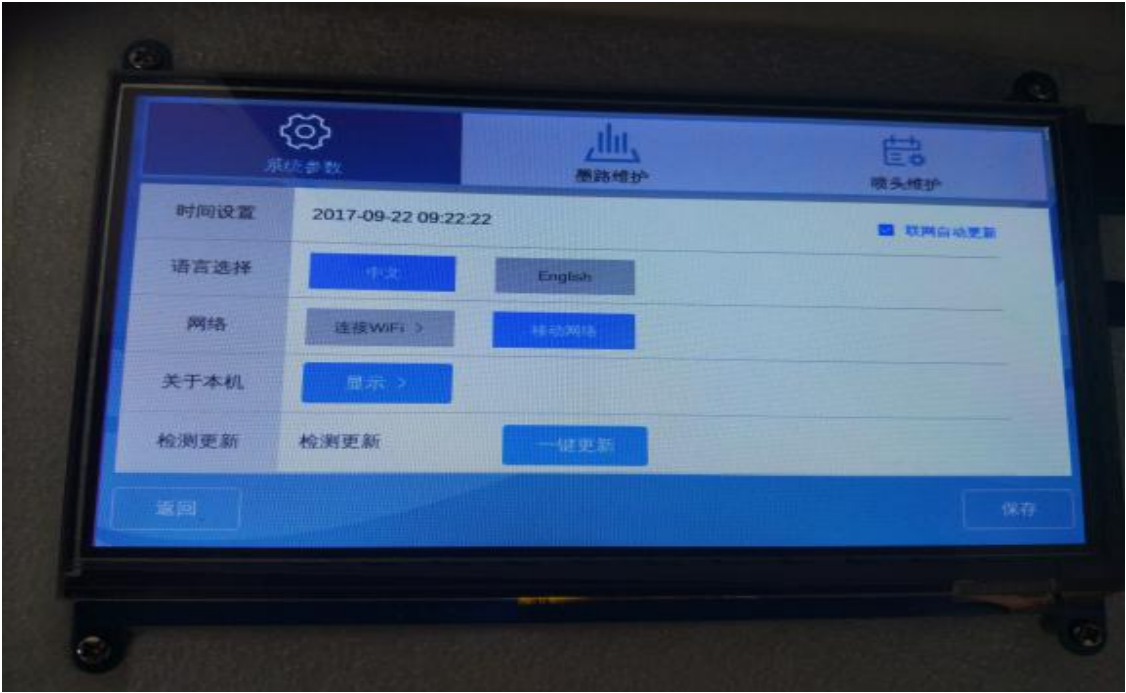 系统参数 墨路维护 喷头维护
时间设置 2017-09-22 09:22:22 联网自动更新
语言选择 中文 English
网络 连接WiFi > 移动网络
关于本机 显示 >
检测更新 检测更新 一键更新
返回 保存